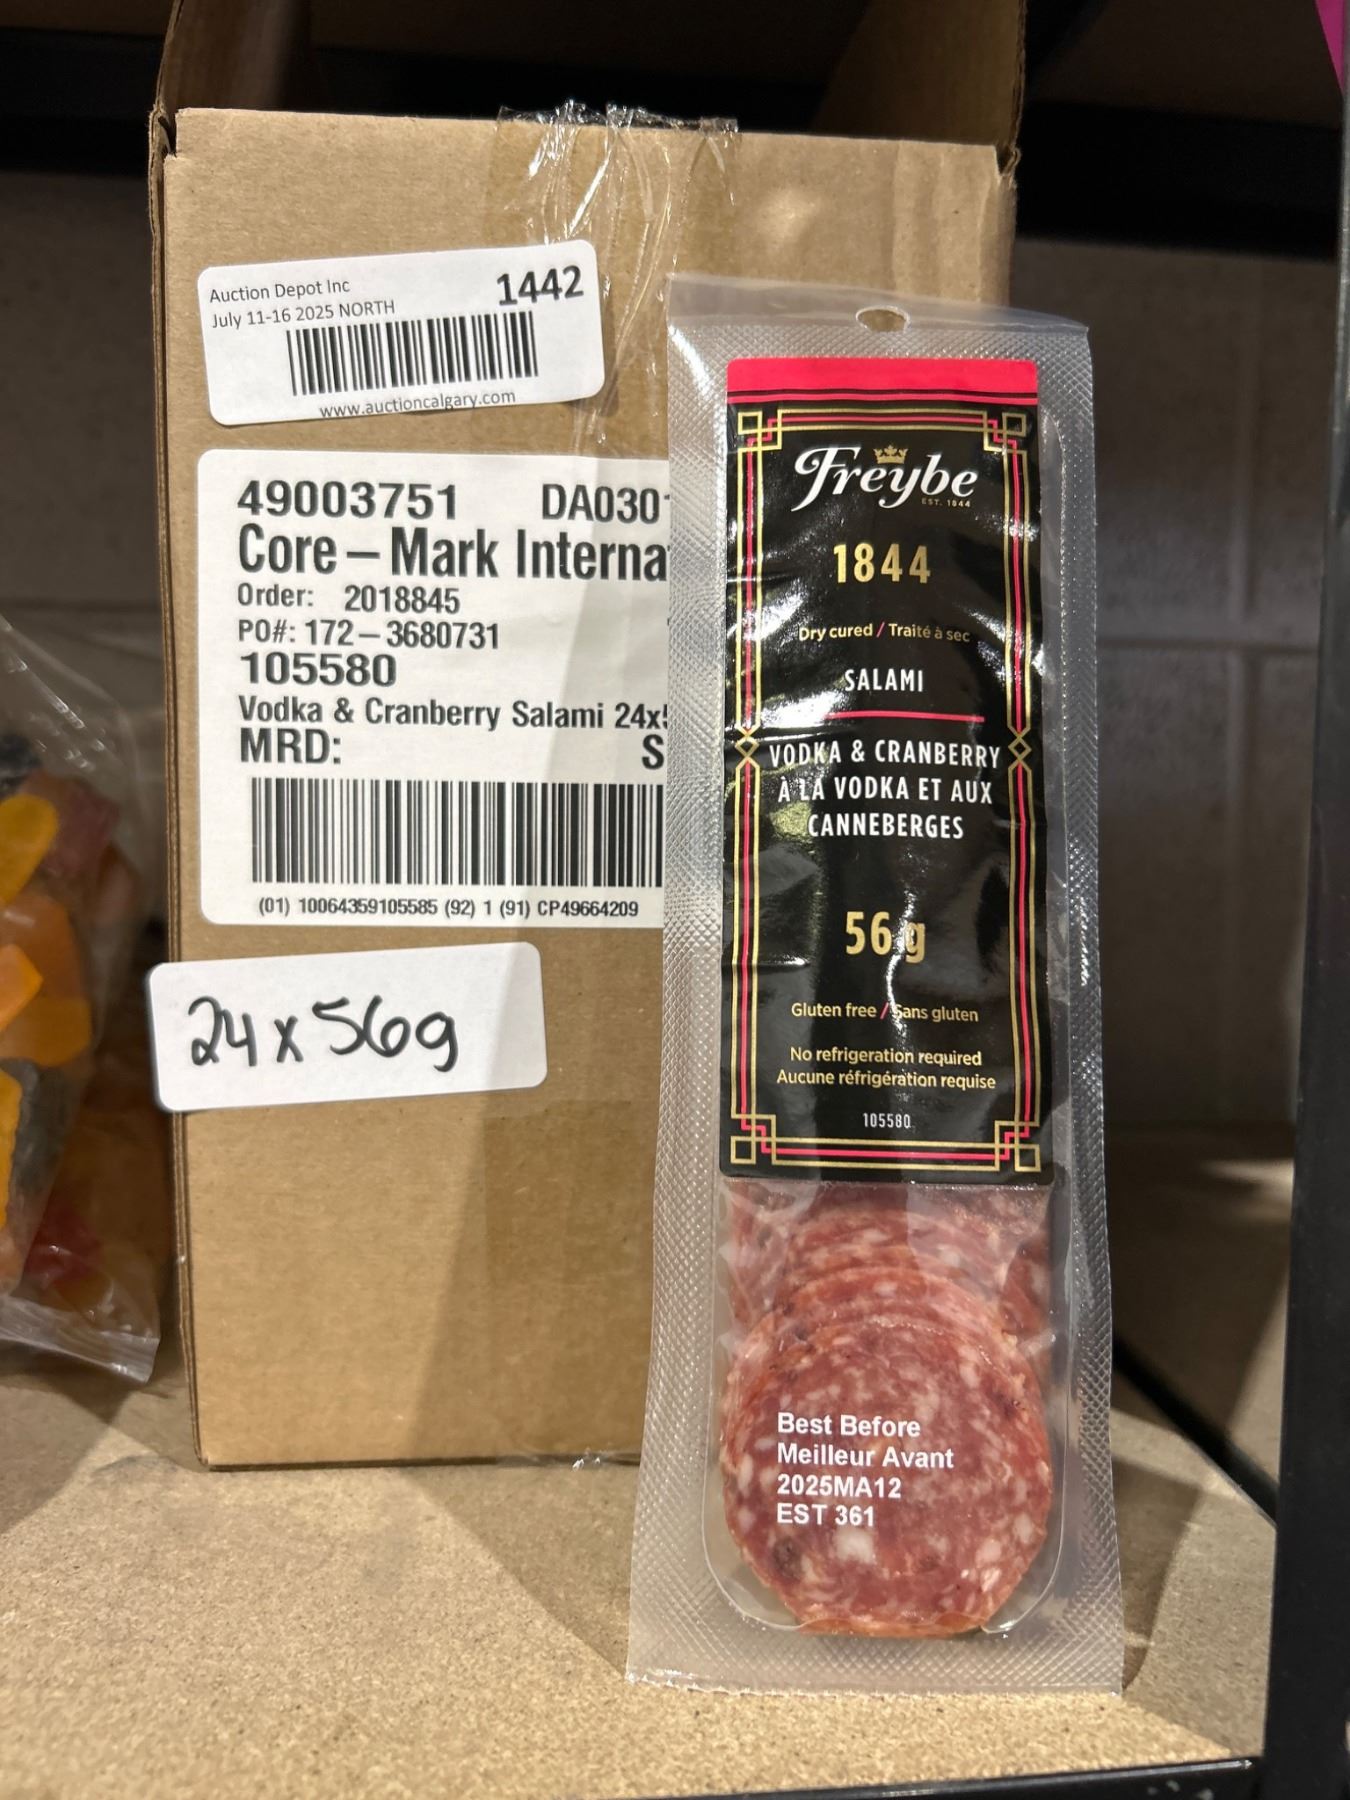 Auction Depot Inc
1442
July 11-16 2025 NORTH
www.auctioncalgary.com
49003751 DA030
Core-Mark Interna
Order: 2018845
PO#: 172-3680731
105580
Vodka & Cranberry Salami 24x
MRD: S
(01) 10064359105585 (92) 1 (91) CP49664209
24 x 56g
Freybe
EST. 1844
1844
Dry cured / Traité à sec
SALAMI
VODKA & CRANBERRY
À LA VODKA ET AUX
CANNEBERGES
56 g
Gluten free / Sans gluten
No refrigeration required
Aucune réfrigération requise
105580
Best Before
Meilleur Avant
2025MA12
EST 361